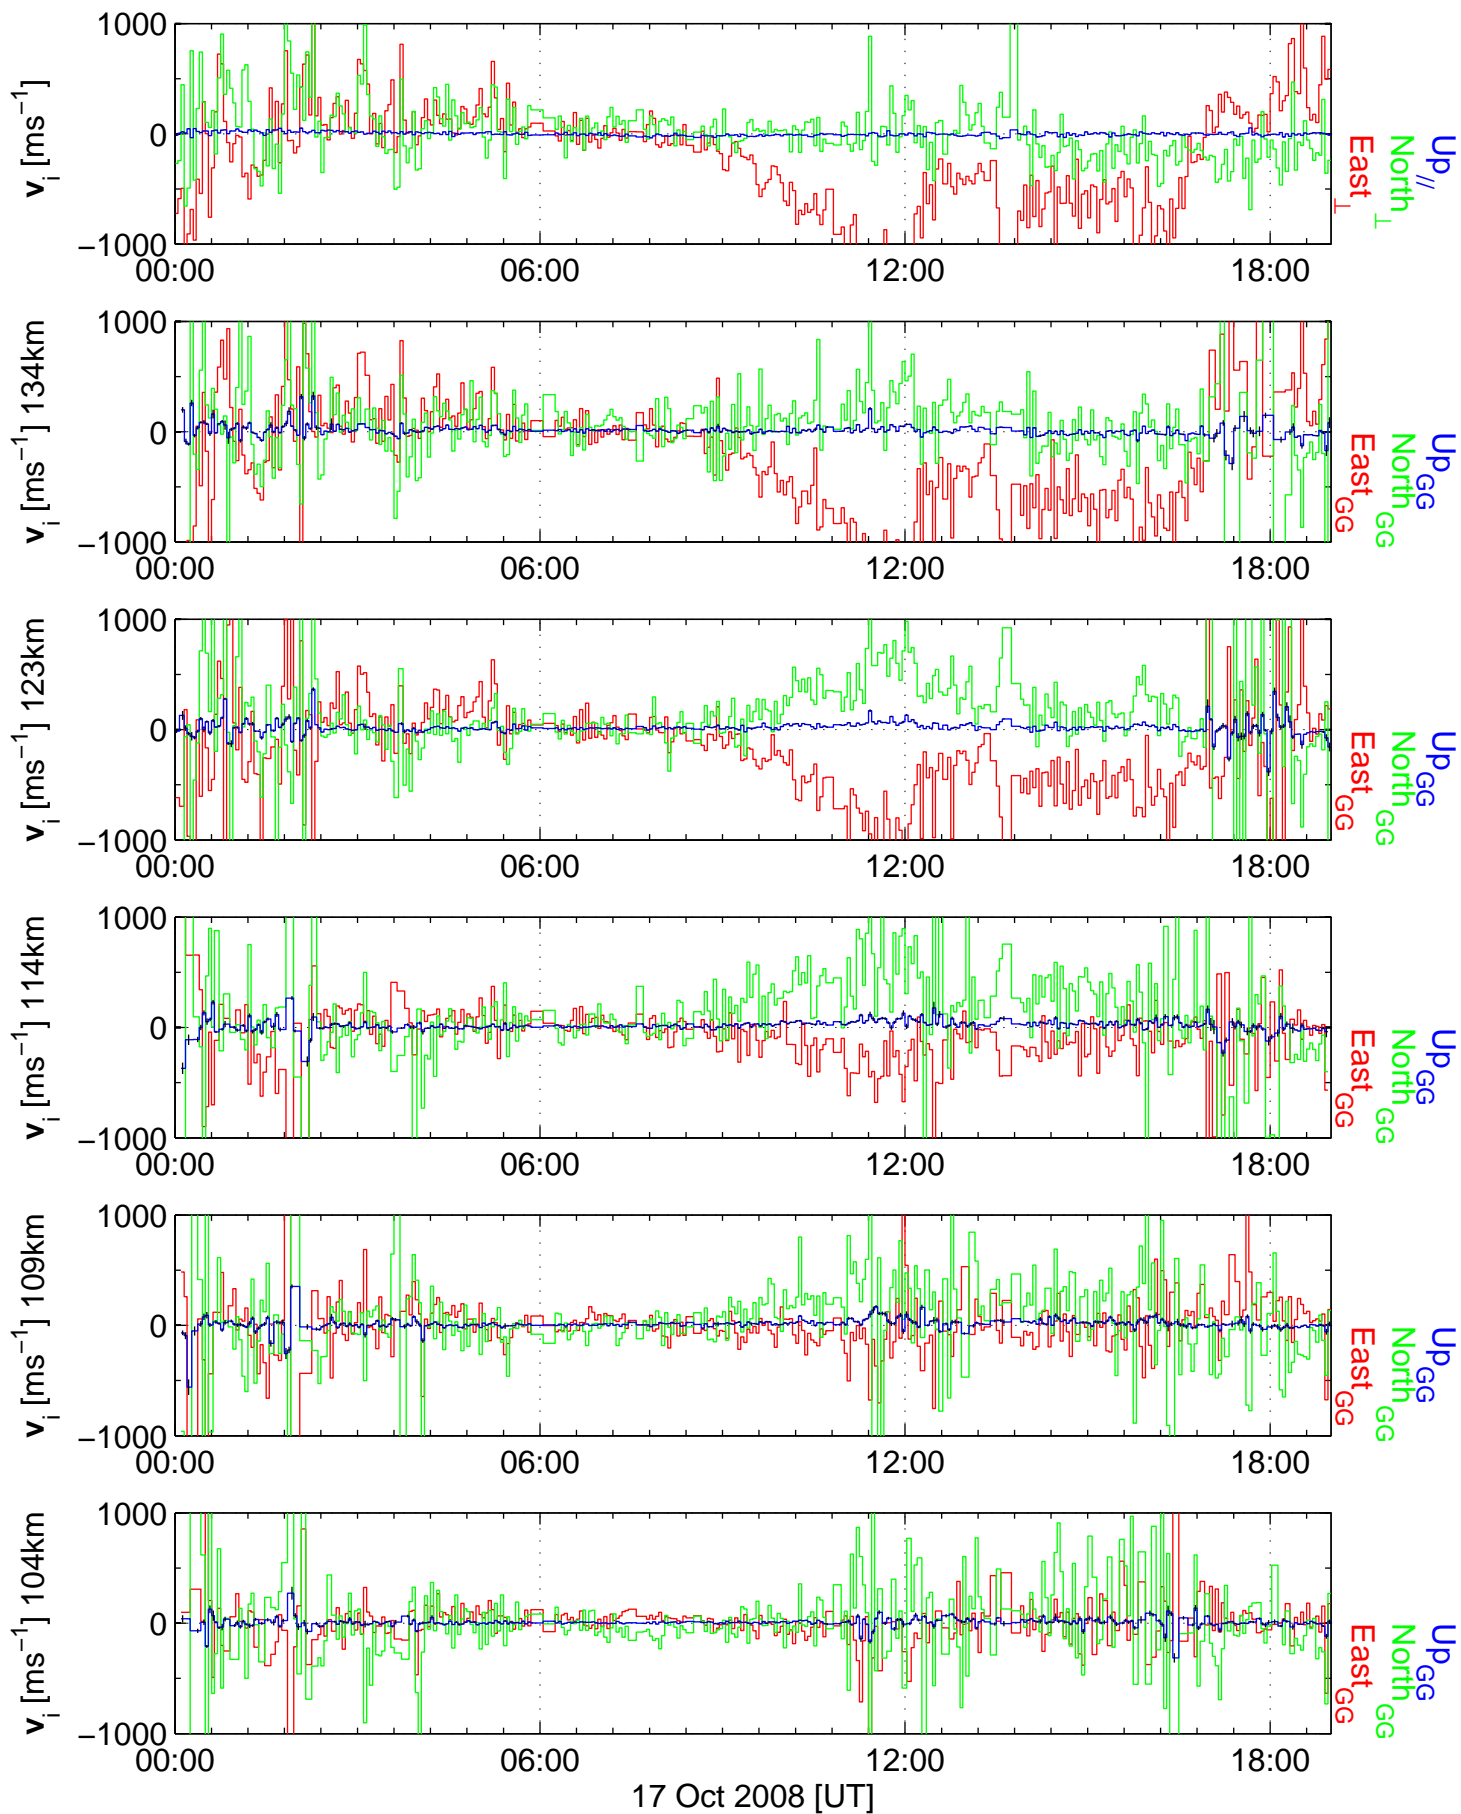 1000
0
−1000
v_i [ms^−1]
00:00 06:00 12:00 18:00
East_⊥
North_⊥
Up_//
1000
0
−1000
v_i [ms^−1] 134km
00:00 06:00 12:00 18:00
East_GG
North_GG
Up_GG
1000
0
−1000
v_i [ms^−1] 123km
00:00 06:00 12:00 18:00
East_GG
North_GG
Up_GG
1000
0
−1000
v_i [ms^−1] 114km
00:00 06:00 12:00 18:00
East_GG
North_GG
Up_GG
1000
0
−1000
v_i [ms^−1] 109km
00:00 06:00 12:00 18:00
East_GG
North_GG
Up_GG
1000
0
−1000
v_i [ms^−1] 104km
00:00 06:00 12:00 18:00
East_GG
North_GG
Up_GG
17 Oct 2008 [UT]